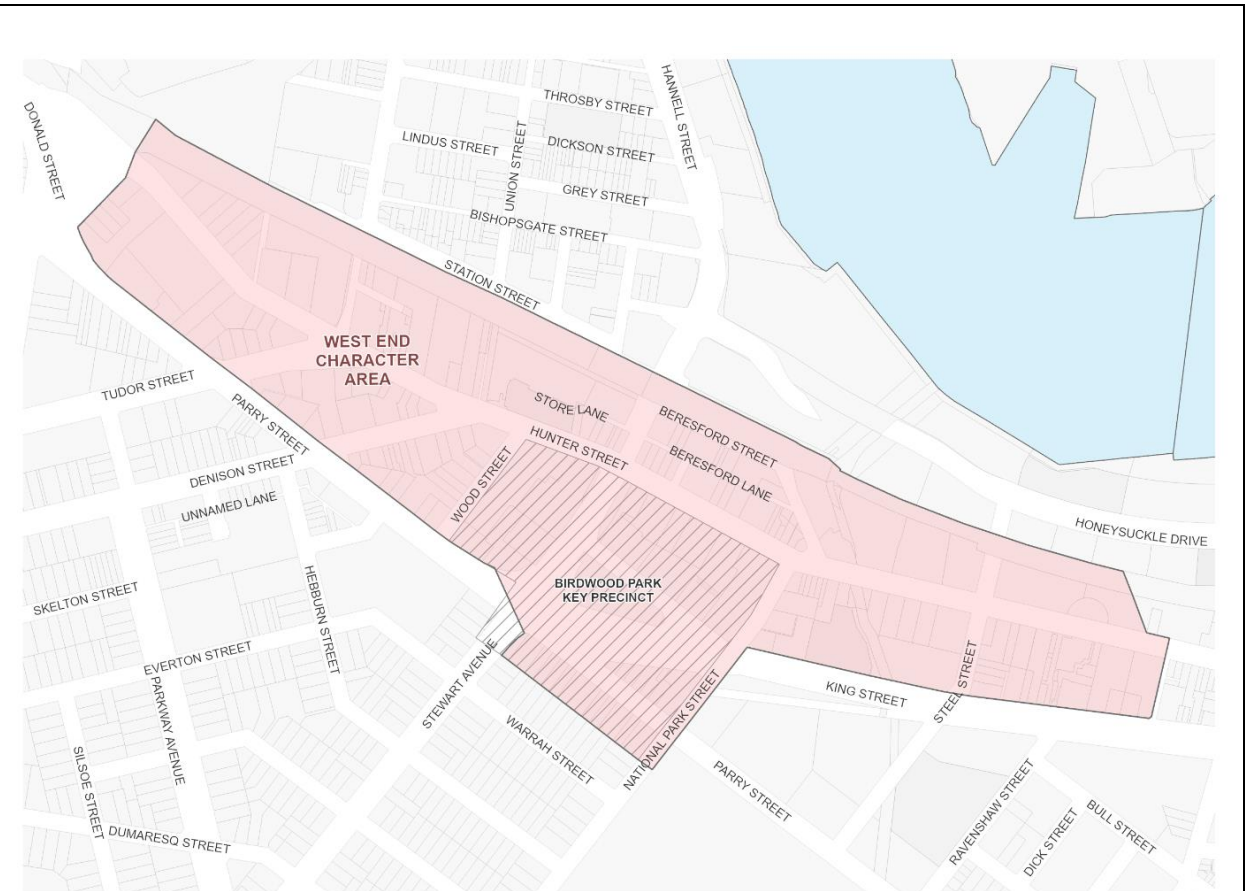 THROSBY STREET
HANNELL STREET
DONALD STREET
LINDUS STREET
DICKSON STREET
UNION STREET
GREY STREET
BISHOPSGATE STREET
STATION STREET
WEST END
CHARACTER
AREA
TUDOR STREET
PARRY STREET
STORE LANE
BERESFORD STREET
HUNTER STREET
BERESFORD LANE
DENISON STREET
WOOD STREET
UNNAMED LANE
HONEYSUCKLE DRIVE
BIRDWOOD PARK
KEY PRECINCT
SKELTON STREET
HEBBURN STREET
EVERTON STREET
STEWART AVENUE
PARKWAY AVENUE
NATIONAL PARK STREET
KING STREET
STEEL STREET
WARRAH STREET
SILSOE STREET
PARRY STREET
RAVENSHAW STREET
BULL STREET
DICK STREET
DUMARESQ STREET